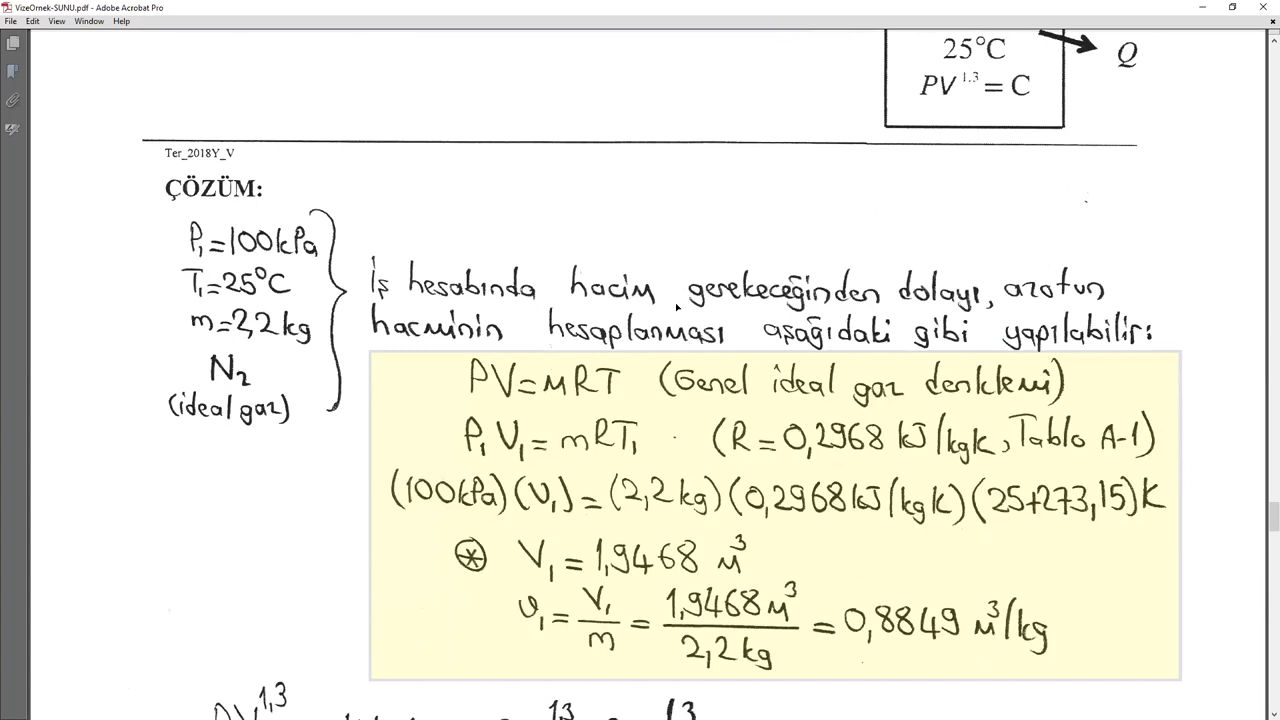 VizeOrnek-SUNU.pdf - Adobe Acrobat Pro
File Edit View Window Help
25°C
Q
PV^1.3 = C
Ter_2018Y_V
ÇÖZÜM:
P₁=100kPa
T₁=25°C
m=2,2kg
N₂
(ideal gaz)
İş hesabında hacim gerekeceğinden dolayı, azotun
hacminin hesaplanması aşağıdaki gibi yapılabilir:
PV=mRT (Genel ideal gaz denklemi)
P₁V₁=mRT₁ (R=0,2968 kJ/kgK, Tablo A-1)
(100kPa)(V₁)=(2,2kg)(0,2968kJ/kgK)(25+273,15)K
V₁=1,9468 m³
v₁ = V₁/m = 1,9468m³/2,2kg = 0,8849 m³/kg